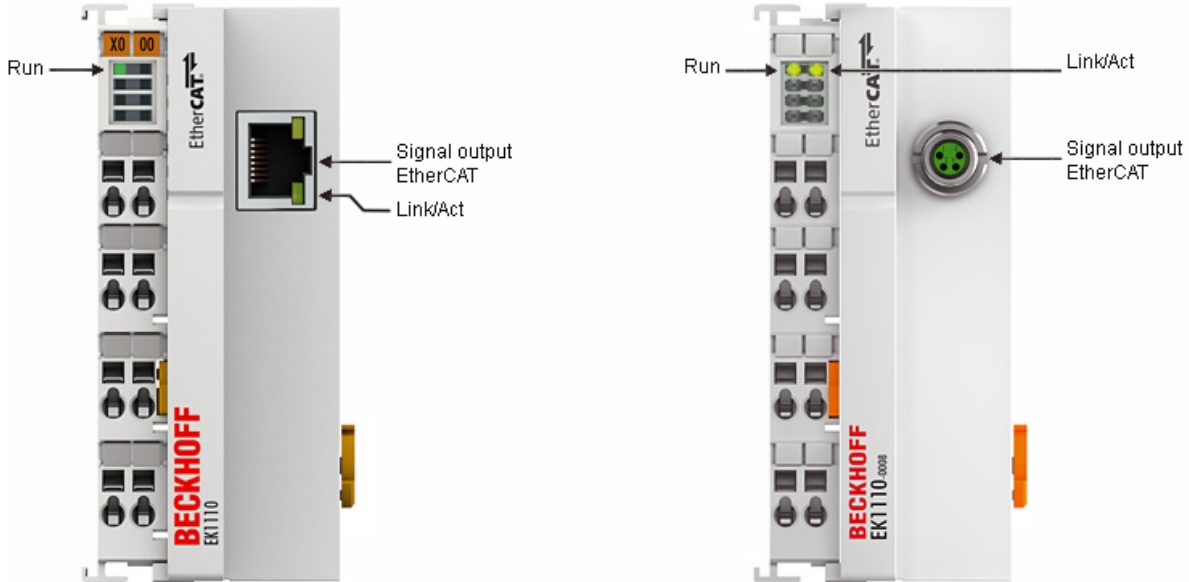 X0 00
Run
EtherCAT
Signal output
EtherCAT
Link/Act
BECKHOFF
EK1110
Run
Link/Act
EtherCAT
Signal output
EtherCAT
BECKHOFF
EK1110-0008